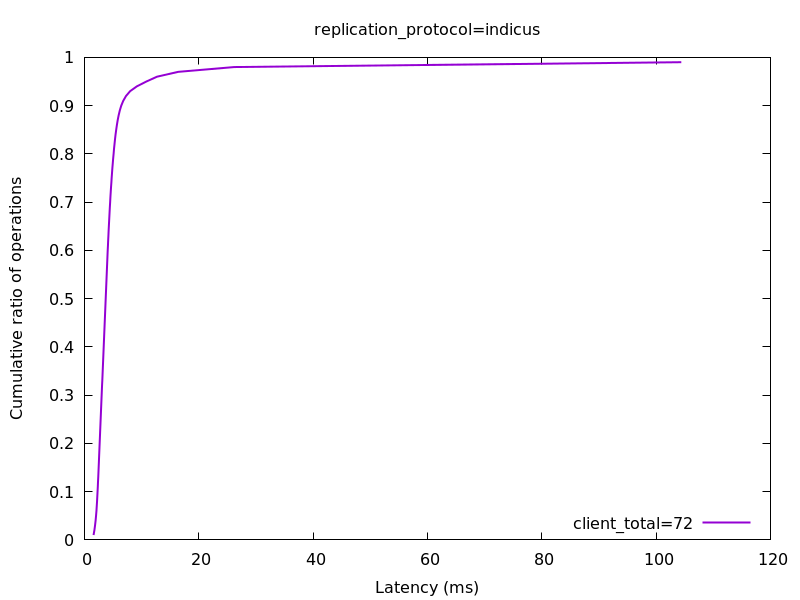 replication_protocol=indicus
1
0.9
0.8
0.7
0.6
0.5
0.4
0.3
0.2
0.1
0
Cumulative ratio of operations
client_total=72
0 20 40 60 80 100 120
Latency (ms)